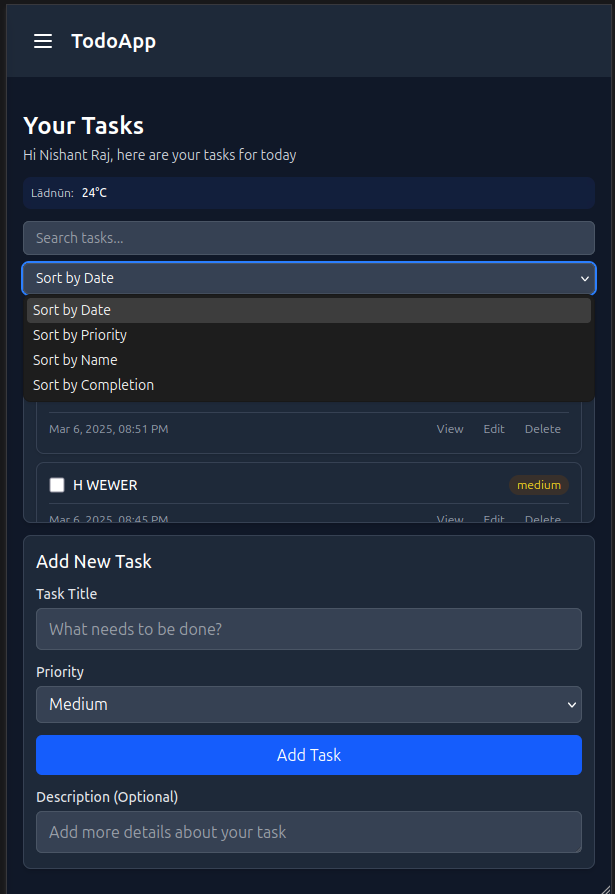 TodoApp
Your Tasks
Hi Nishant Raj, here are your tasks for today
Lādnūn: 24°C
Search tasks...
Sort by Date
Sort by Date
Sort by Priority
Sort by Name
Sort by Completion
Mar 6, 2025, 08:51 PM View Edit Delete
H WEWER medium
Mar 6, 2025, 08:45 PM View Edit Delete
Add New Task
Task Title
What needs to be done?
Priority
Medium
Add Task
Description (Optional)
Add more details about your task